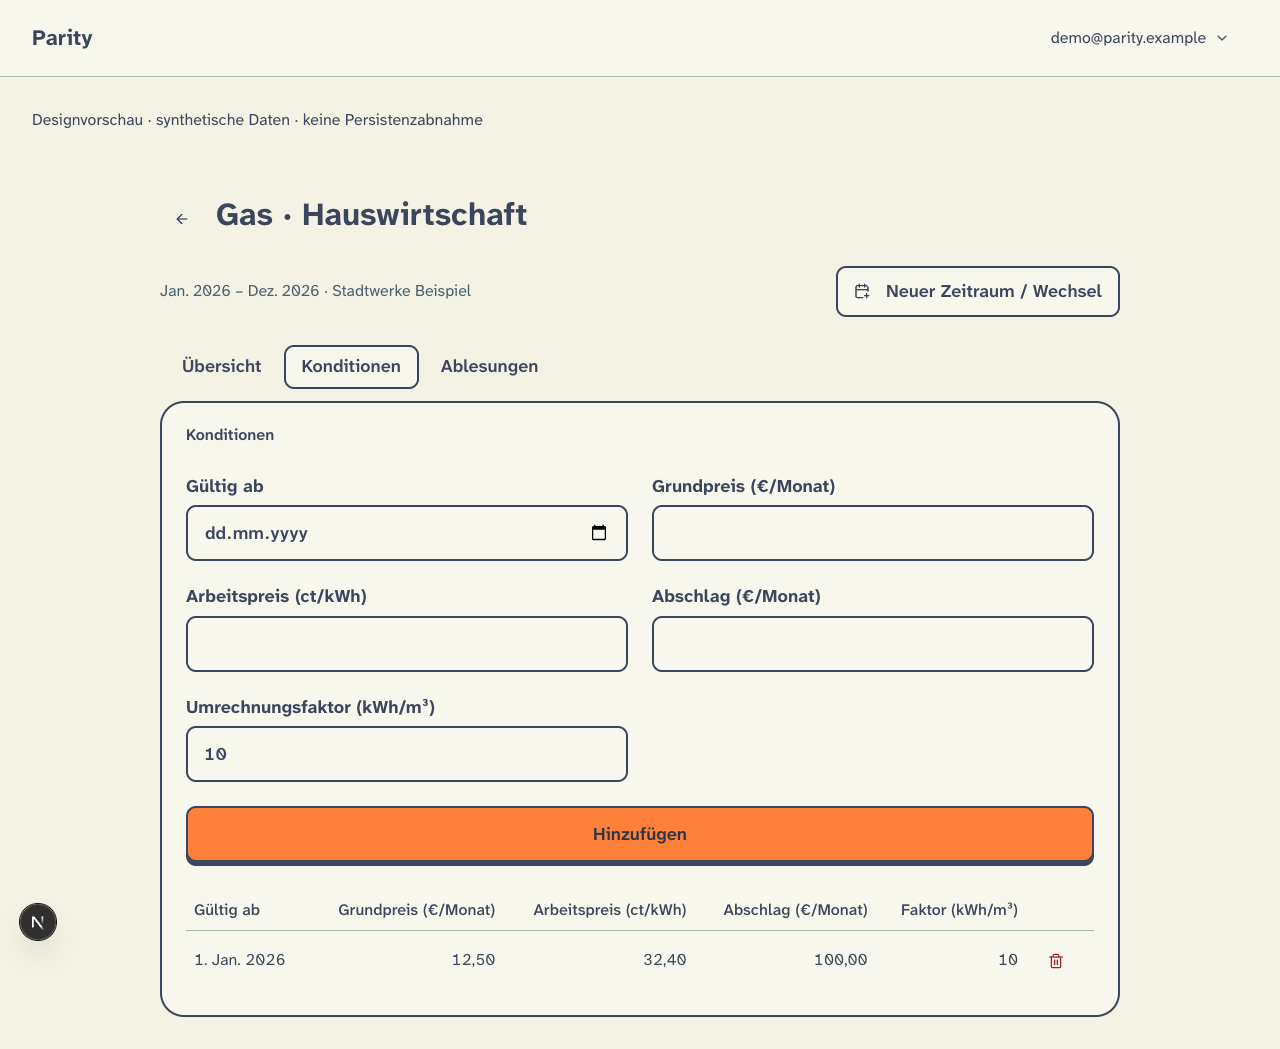 Parity
demo@parity.example
Designvorschau · synthetische Daten · keine Persistenzabnahme
Gas · Hauswirtschaft
Jan. 2026 – Dez. 2026 · Stadtwerke Beispiel
Neuer Zeitraum / Wechsel
Übersicht Konditionen Ablesungen
Konditionen
Gültig ab Grundpreis (€/Monat)
dd.mm.yyyy
Arbeitspreis (ct/kWh) Abschlag (€/Monat)
Umrechnungsfaktor (kWh/m³)
10
Hinzufügen
Gültig ab Grundpreis (€/Monat) Arbeitspreis (ct/kWh) Abschlag (€/Monat) Faktor (kWh/m³)
1. Jan. 2026 12,50 32,40 100,00 10
N